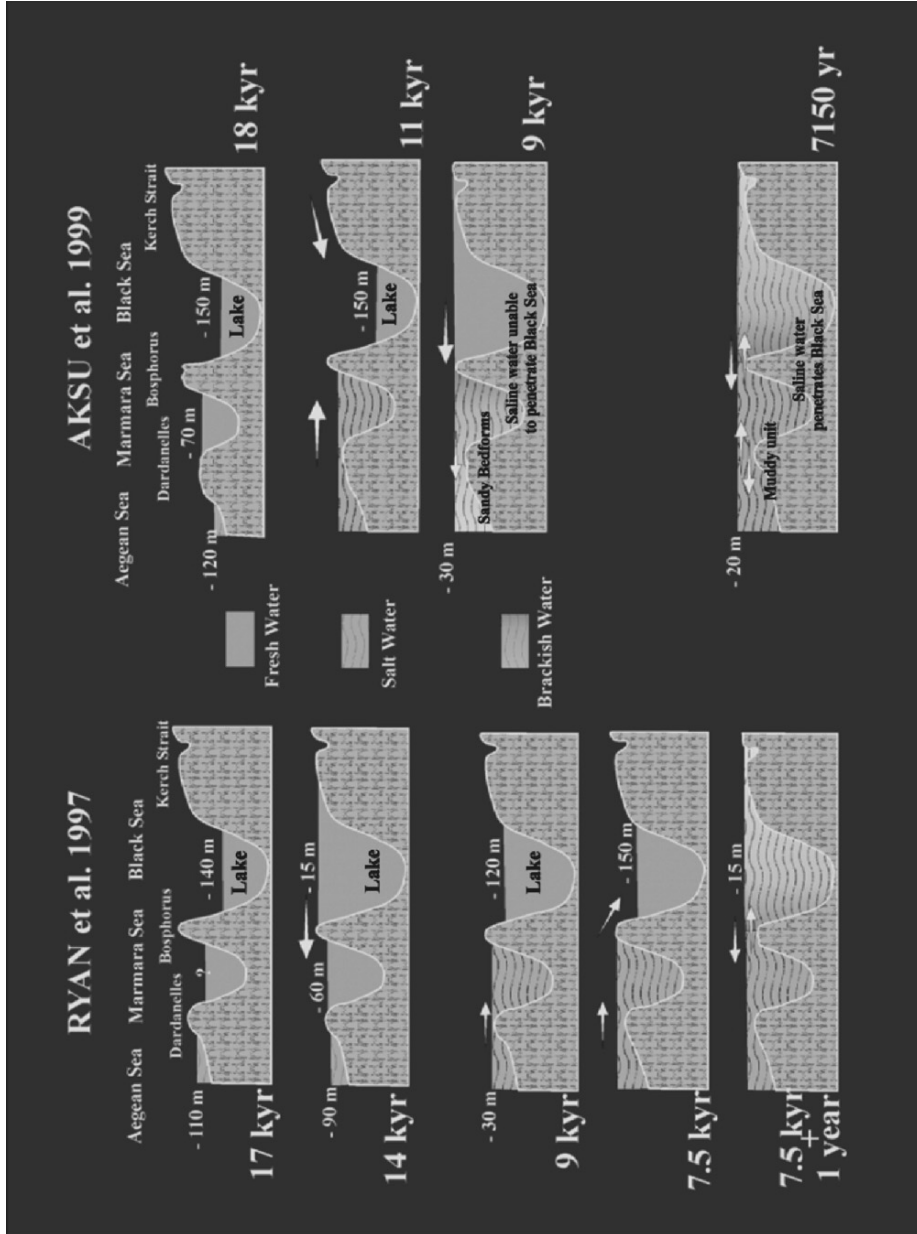 RYAN et al. 1997
Aegean Sea Marmara Sea Black Sea
Dardanelles Bosphorus Kerch Strait
- 110 m
?
- 140 m
Lake
17 kyr
- 90 m
- 60 m
- 15 m
Lake
14 kyr
- 30 m
- 120 m
Lake
9 kyr
- 150 m
7.5 kyr
- 15 m
7.5 kyr
+
1 year
Fresh Water
Salt Water
Brackish Water
AKSU et al. 1999
Aegean Sea Marmara Sea Black Sea
Dardanelles Bosphorus Kerch Strait
- 120 m
- 70 m
- 150 m
Lake
18 kyr
- 150 m
Lake
11 kyr
- 30 m
Sandy Bedforms
Saline water unable
to penetrate Black Sea
9 kyr
- 20 m
Muddy unit
Saline water
penetrates Black Sea
7150 yr